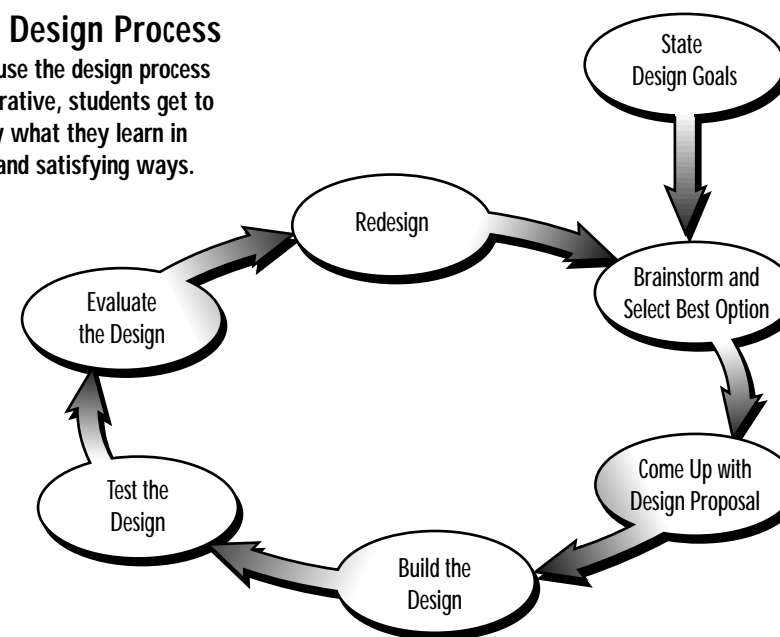 Design Process
use the design process
rative, students get to
what they learn in
and satisfying ways.
State
Design Goals
Redesign
Brainstorm and
Select Best Option
Evaluate
the Design
Come Up with
Design Proposal
Test the
Design
Build the
Design